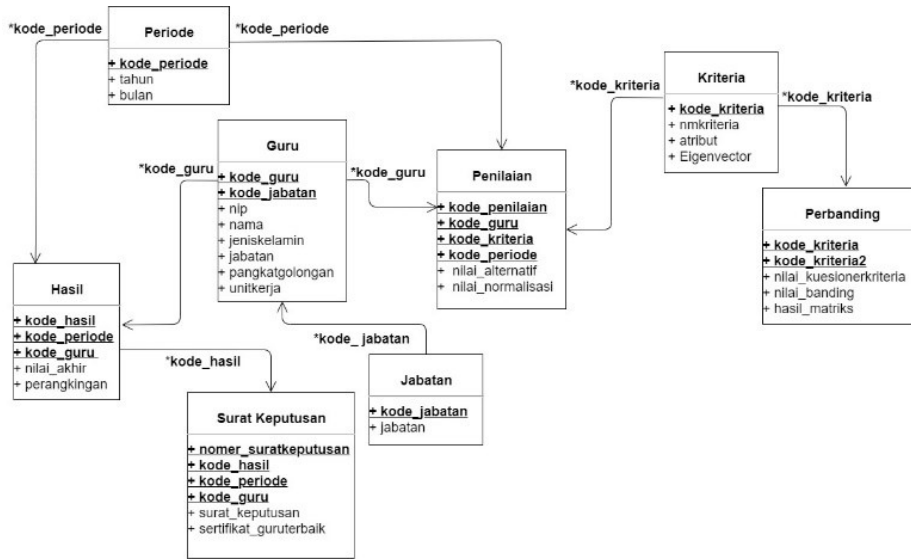 *kode_periode
Periode
+ kode_periode
+ tahun
+ bulan
*kode_periode
*kode_kriteria
Kriteria
+ kode_kriteria
+ nmkriteria
+ atribut
+ Eigenvector
*kode_kriteria
*kode_guru
Guru
+ kode_guru
+ kode_jabatan
+ nip
+ nama
+ jeniskelamin
+ jabatan
+ pangkatgolongan
+ unitkerja
*kode_guru
Penilaian
+ kode_penilaian
+ kode_guru
+ kode_kriteria
+ kode_periode
+ nilai_alternatif
+ nilai_normalisasi
Perbanding
+ kode_kriteria
+ kode_kriteria2
+ nilai_kuesionerkriteria
+ nilai_banding
+ hasil_matriks
Hasil
+ kode_hasil
+ kode_periode
+ kode_guru
+ nilai_akhir
+ perangkingan
*kode_hasil
*kode_ jabatan
Jabatan
+ kode_jabatan
+ jabatan
Surat Keputusan
+ nomer_suratkeputusan
+ kode_hasil
+ kode_periode
+ kode_guru
+ surat_keputusan
+ sertifikat_guruterbaik